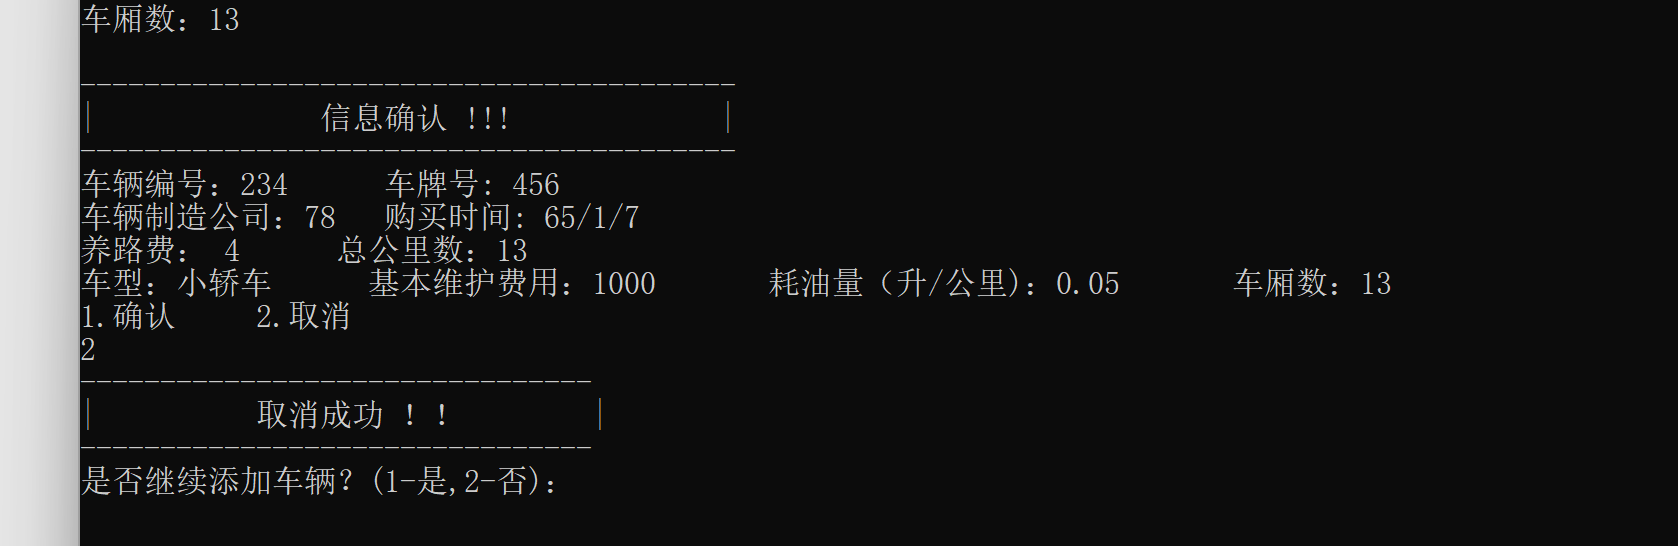 车厢数：13
-----------------------------------------
|              信息确认 !!!             |
-----------------------------------------
车辆编号：234      车牌号: 456
车辆制造公司：78   购买时间: 65/1/7
养路费： 4      总公里数：13
车型：小轿车      基本维护费用：1000       耗油量（升/公里)：0.05       车厢数：13
1.确认     2.取消
2
--------------------------------
|          取消成功 ！！         |
--------------------------------
是否继续添加车辆？(1-是,2-否)：